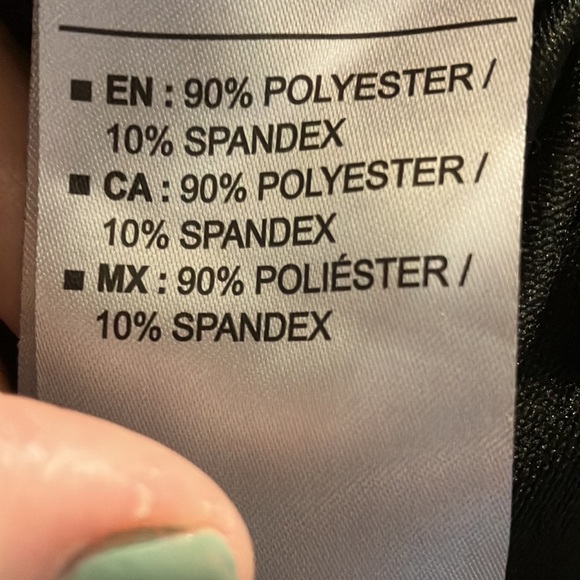 ■ EN : 90% POLYESTER /
10% SPANDEX
■ CA : 90% POLYESTER /
10% SPANDEX
■ MX : 90% POLIÉSTER /
10% SPANDEX